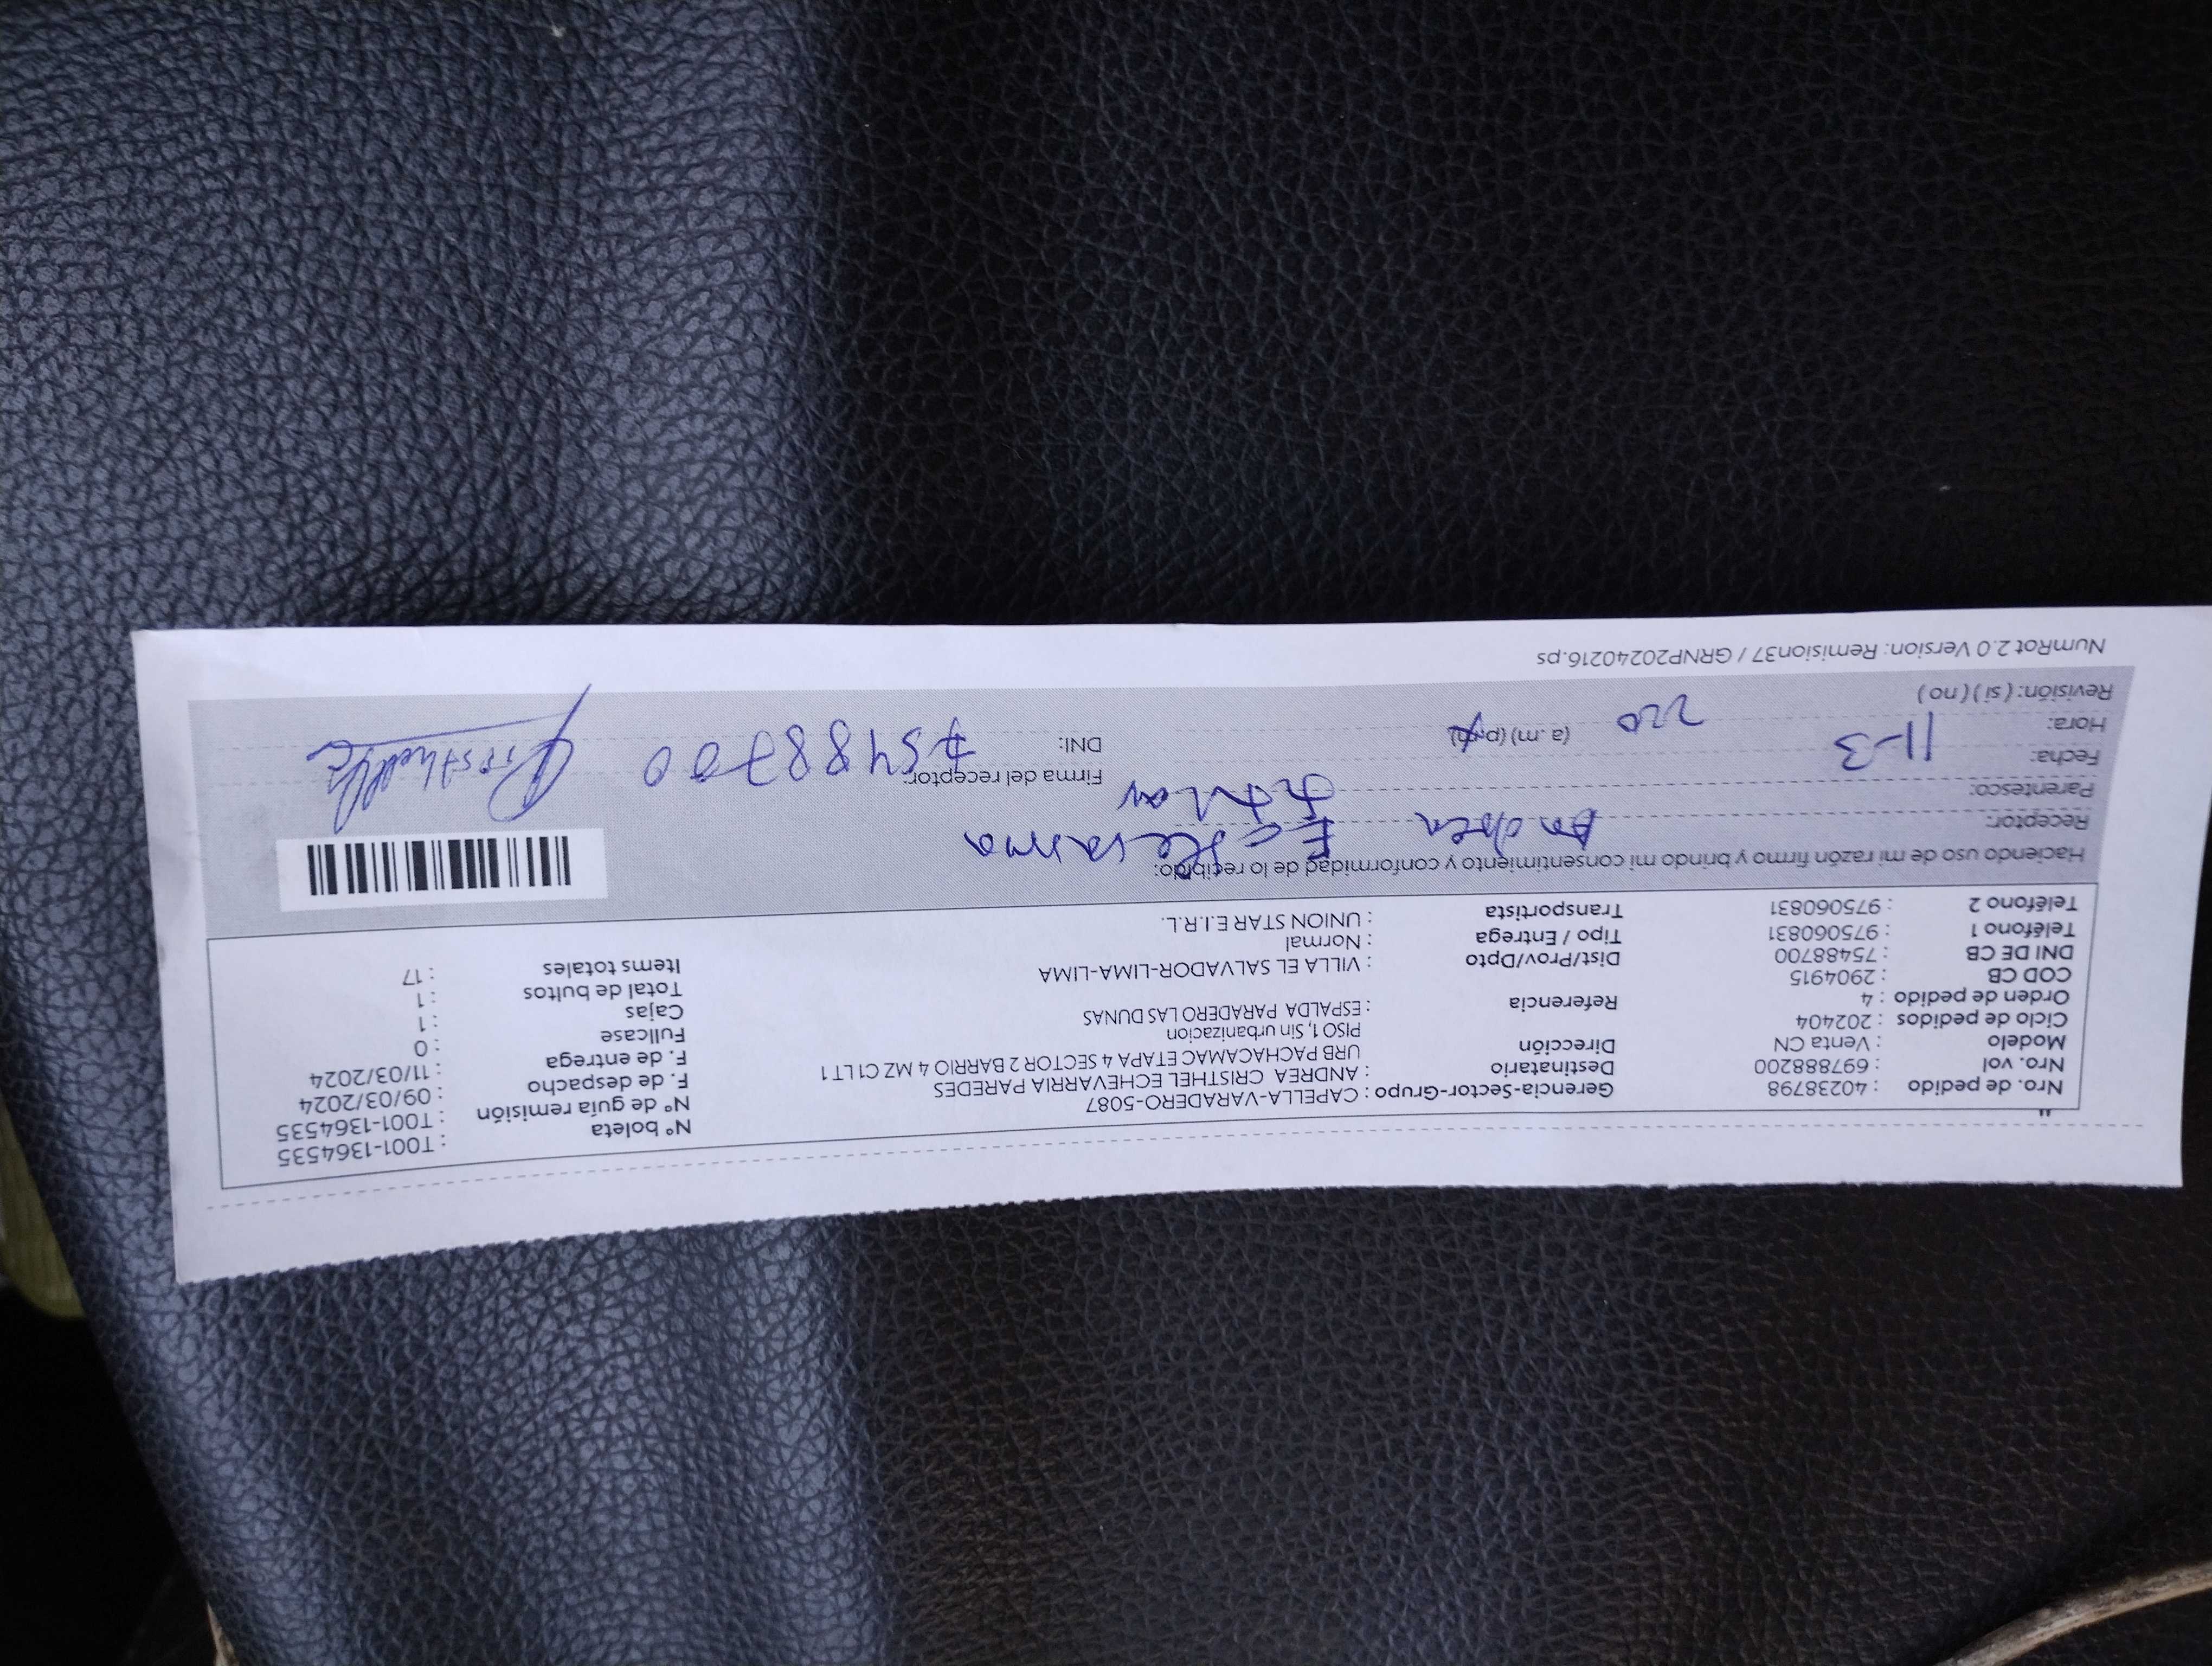 "
Nro. de pedido : 40238798 Gerencia-Sector-Grupo : CAPELLA-VARADERO-5087 N° boleta : T001-1364535
Nro. vol : 697888200 Destinatario : ANDREA CRISTHEL ECHEVARRIA PAREDES N° de guía remisión : T001-1364535
Modelo : Venta CN Dirección URB PACHACAMAC ETAPA 4 SECTOR 2 BARRIO 4 MZ C1 LT 1 F. de despacho : 09/03/2024
Ciclo de pedidos : 202404 PISO 1, Sin urbanizacion F. de entrega : 11/03/2024
Orden de pedido : 4 Referencia : ESPALDA PARADERO LAS DUNAS Fullcase : 0
COD CB : 2904915 Cajas : 1
DNI DE CB : 75488700 Dist/Prov/Dpto : VILLA EL SALVADOR-LIMA-LIMA Total de bultos : 1
Teléfono 1 : 975060831 Tipo / Entrega : Normal Items totales : 17
Teléfono 2 : 975060831 Transportista : UNION STAR E.I.R.L.
Haciendo uso de mi razón firmo y brindo mi consentimiento y conformidad de lo recibido:
Receptor: Andrea
Parentesco:
Fecha: 11-3 Firma del receptor:
Hora: 220 (a.m) (p.m) DNI: 75488700
Revisión: ( si ) ( no )
NumRot 2.0 Version: Remision37 / GRNP20240216.ps